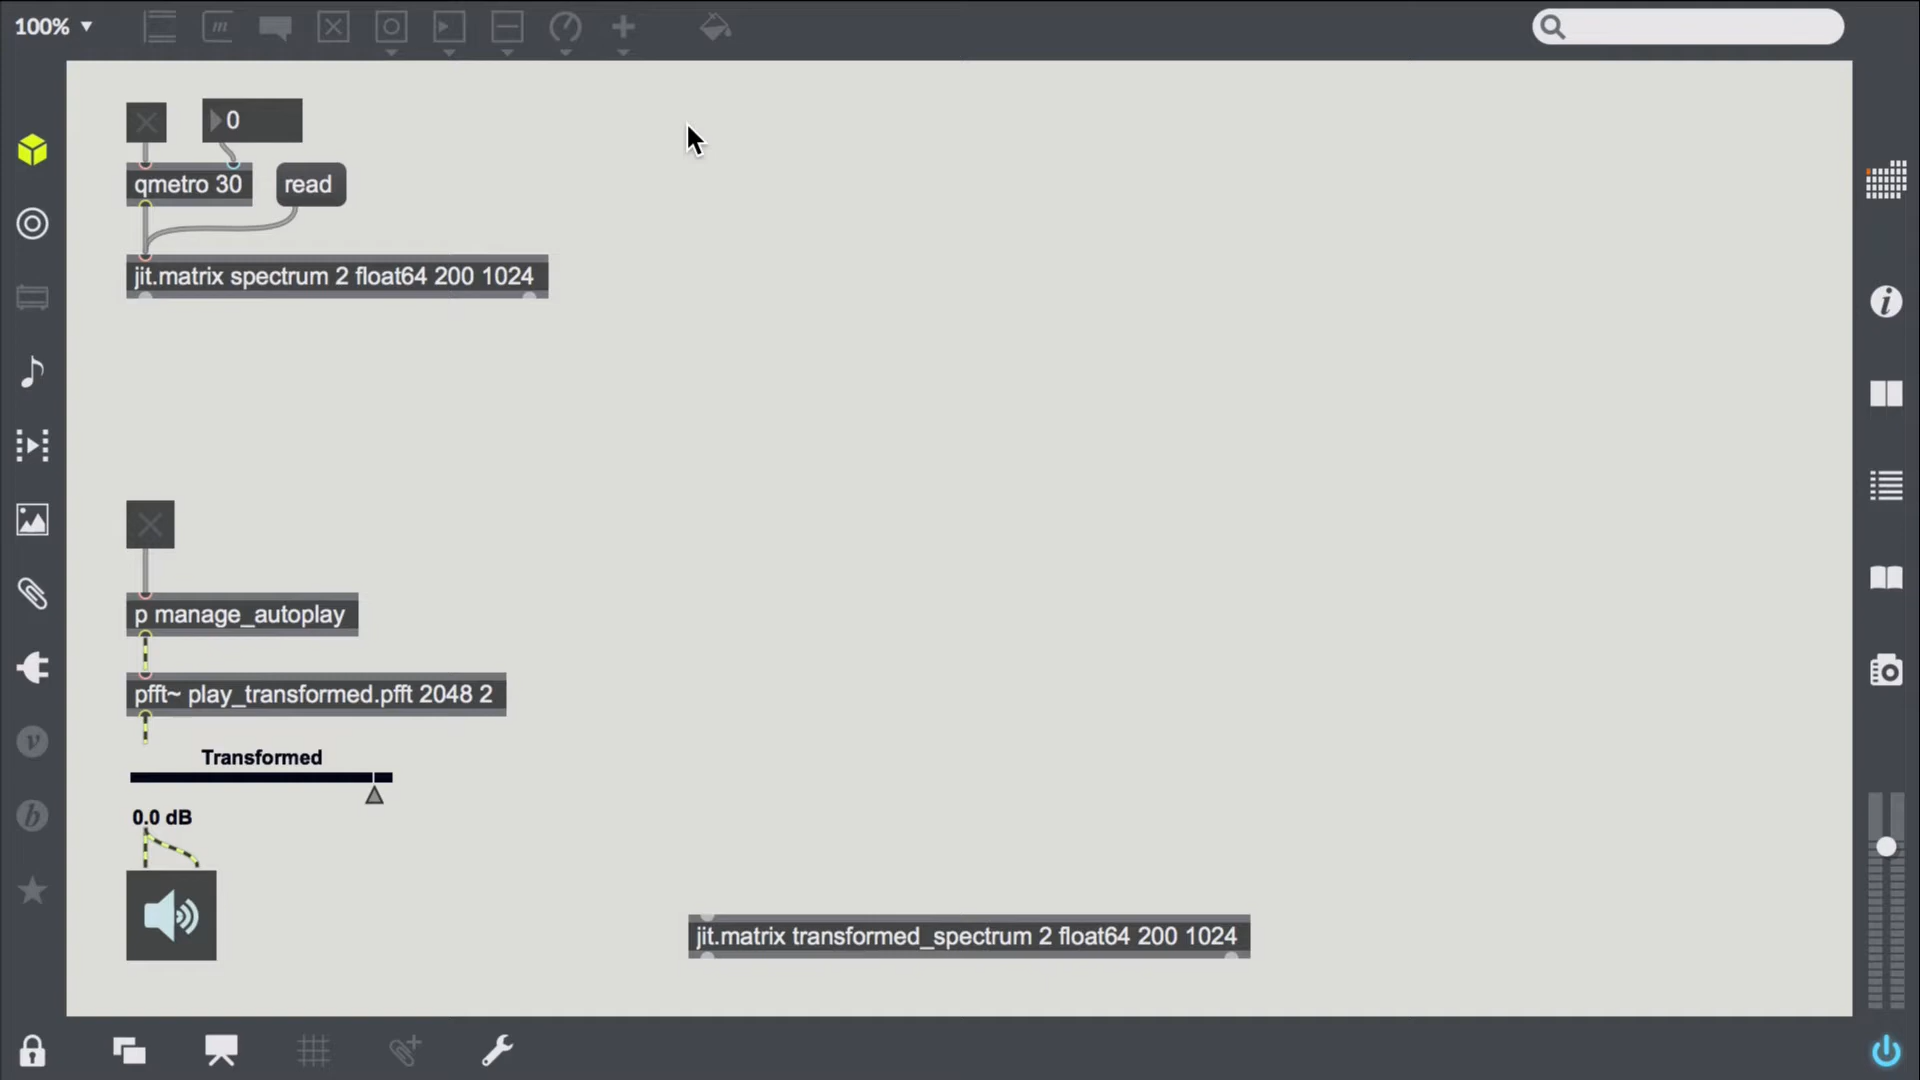 100%
0
qmetro 30
read
jit.matrix spectrum 2 float64 200 1024
p manage_autoplay
pfft~ play_transformed.pfft 2048 2
Transformed
0.0 dB
jit.matrix transformed_spectrum 2 float64 200 1024